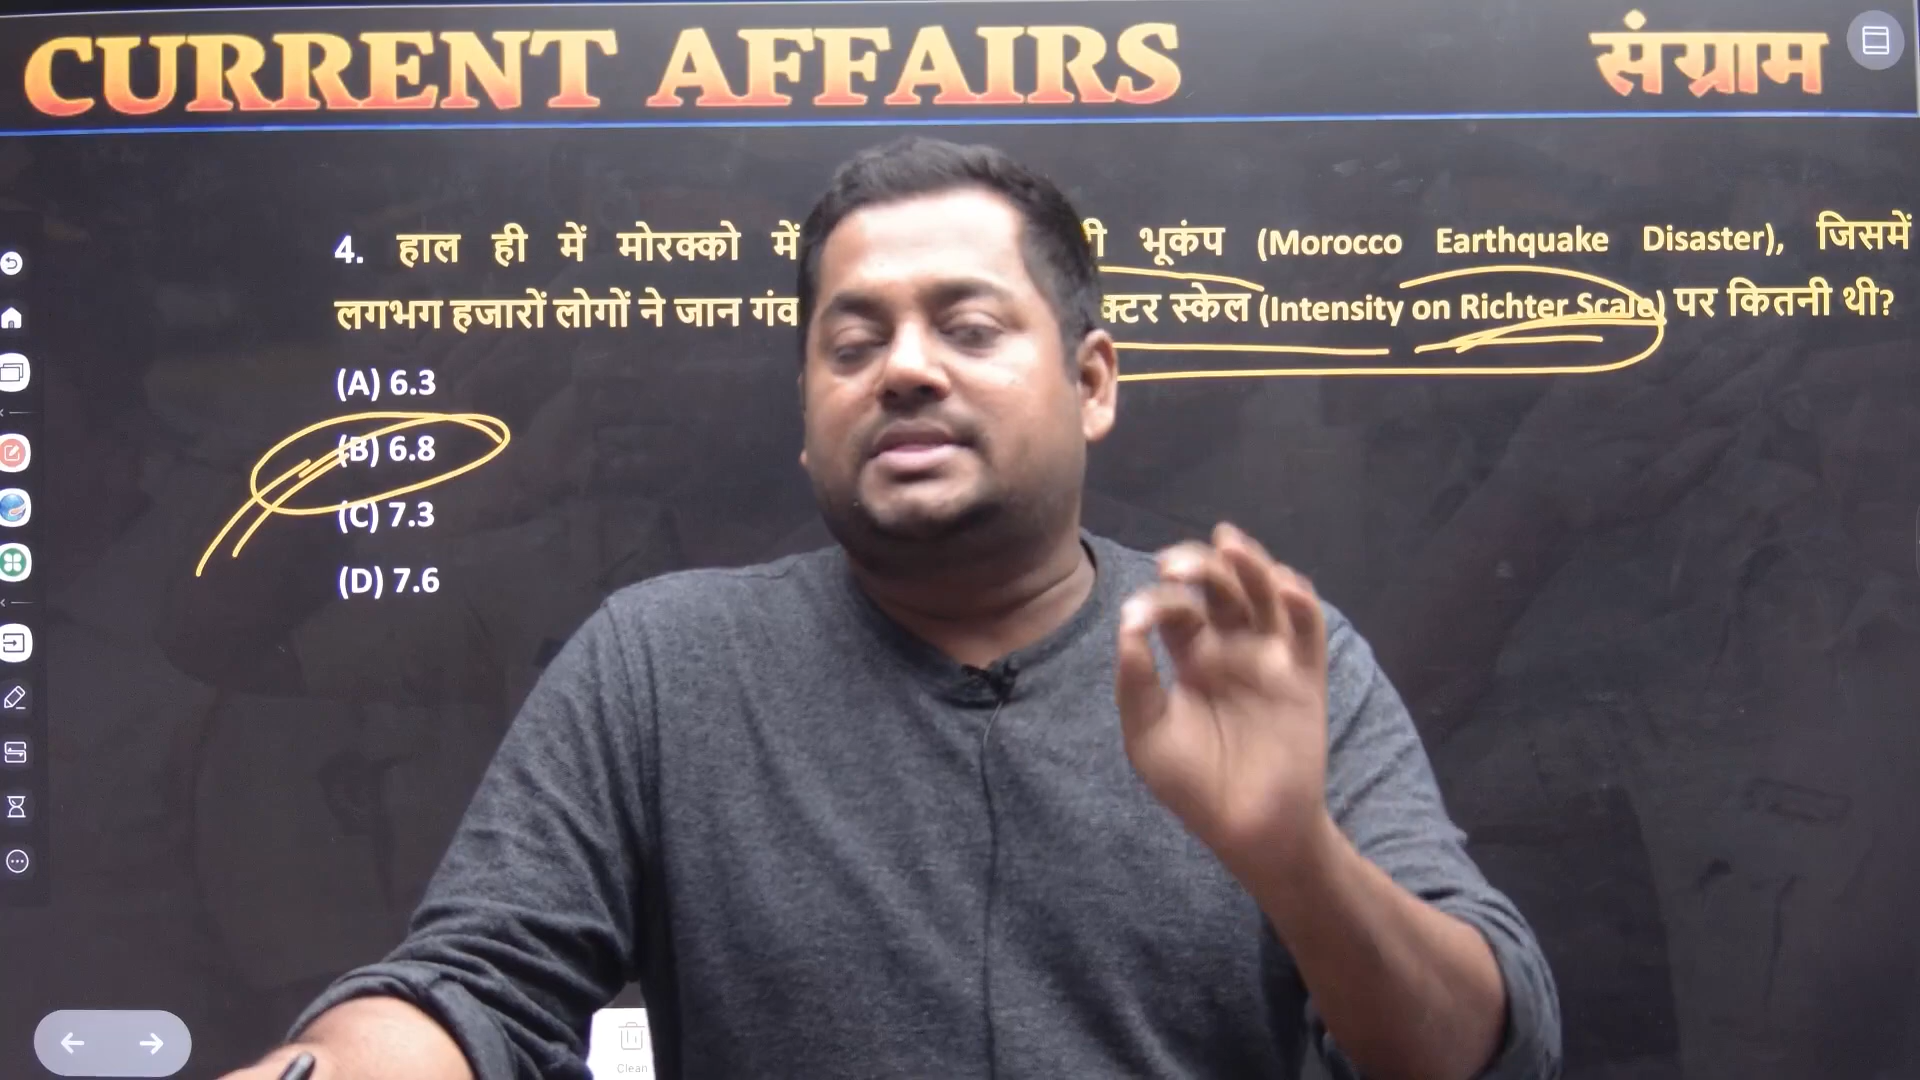 CURRENT AFFAIRS
संग्राम
4. हाल ही में मोरक्को में भूकंप (Morocco Earthquake Disaster), जिसमें
लगभग हजारों लोगों ने जान स्केल (Intensity on Richter Scale) पर कितनी थी?
(A) 6.3
(B) 6.8
(C) 7.3
(D) 7.6
Clean